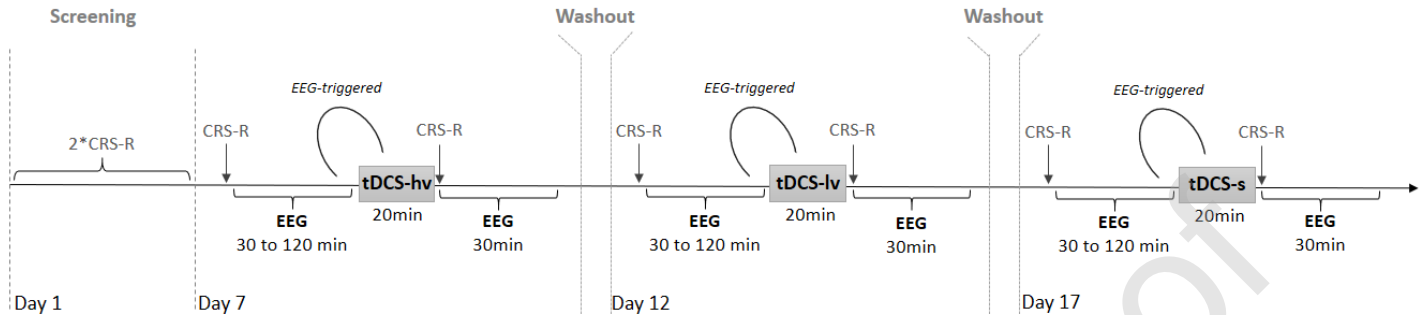 Screening
Washout
Washout
EEG-triggered
EEG-triggered
EEG-triggered
2*CRS-R
CRS-R
CRS-R
CRS-R
CRS-R
CRS-R
CRS-R
tDCS-hv
tDCS-lv
tDCS-s
20min
20min
20min
EEG
30 to 120 min
EEG
30min
EEG
30 to 120 min
EEG
30min
EEG
30 to 120 min
EEG
30min
Day 1
Day 7
Day 12
Day 17